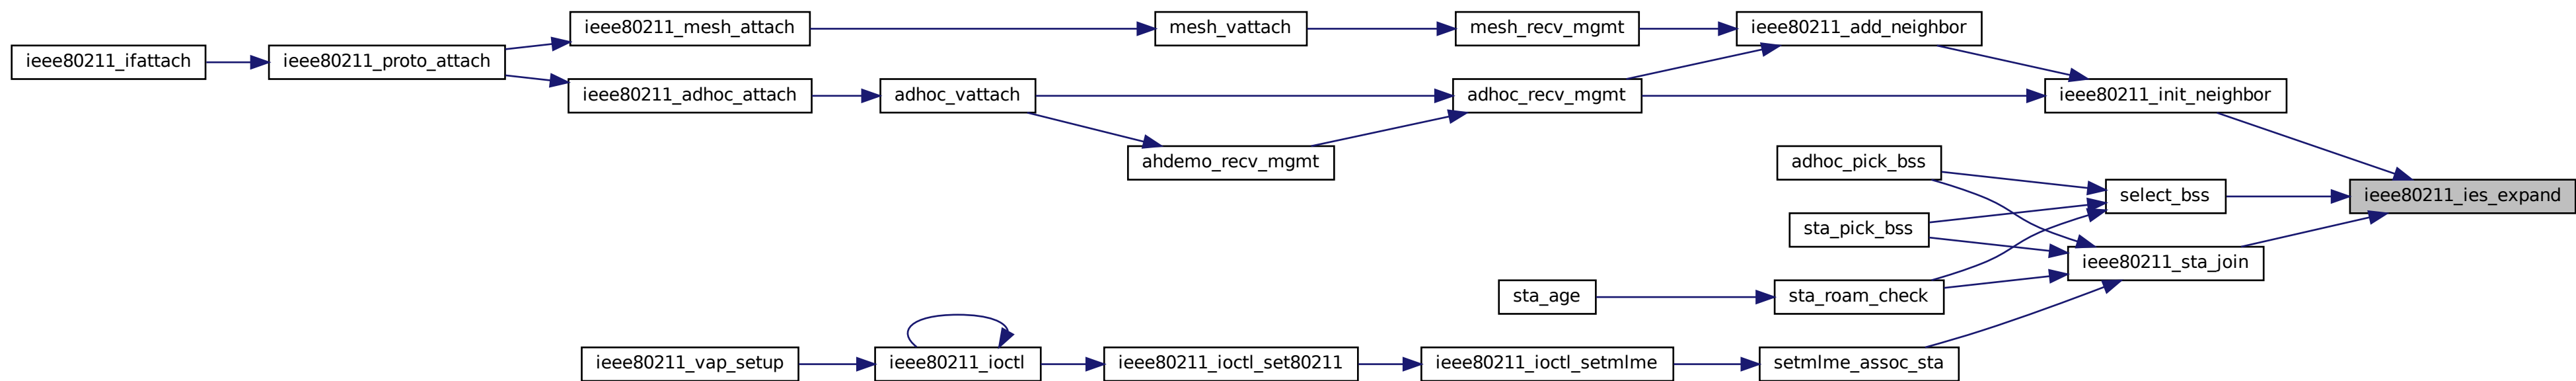 ieee80211_mesh_attach
mesh_vattach
mesh_recv_mgmt
ieee80211_add_neighbor
ieee80211_ifattach
ieee80211_proto_attach
ieee80211_adhoc_attach
adhoc_vattach
adhoc_recv_mgmt
ieee80211_init_neighbor
ahdemo_recv_mgmt
adhoc_pick_bss
select_bss
ieee80211_ies_expand
sta_pick_bss
ieee80211_sta_join
sta_age
sta_roam_check
ieee80211_vap_setup
ieee80211_ioctl
ieee80211_ioctl_set80211
ieee80211_ioctl_setmlme
setmlme_assoc_sta